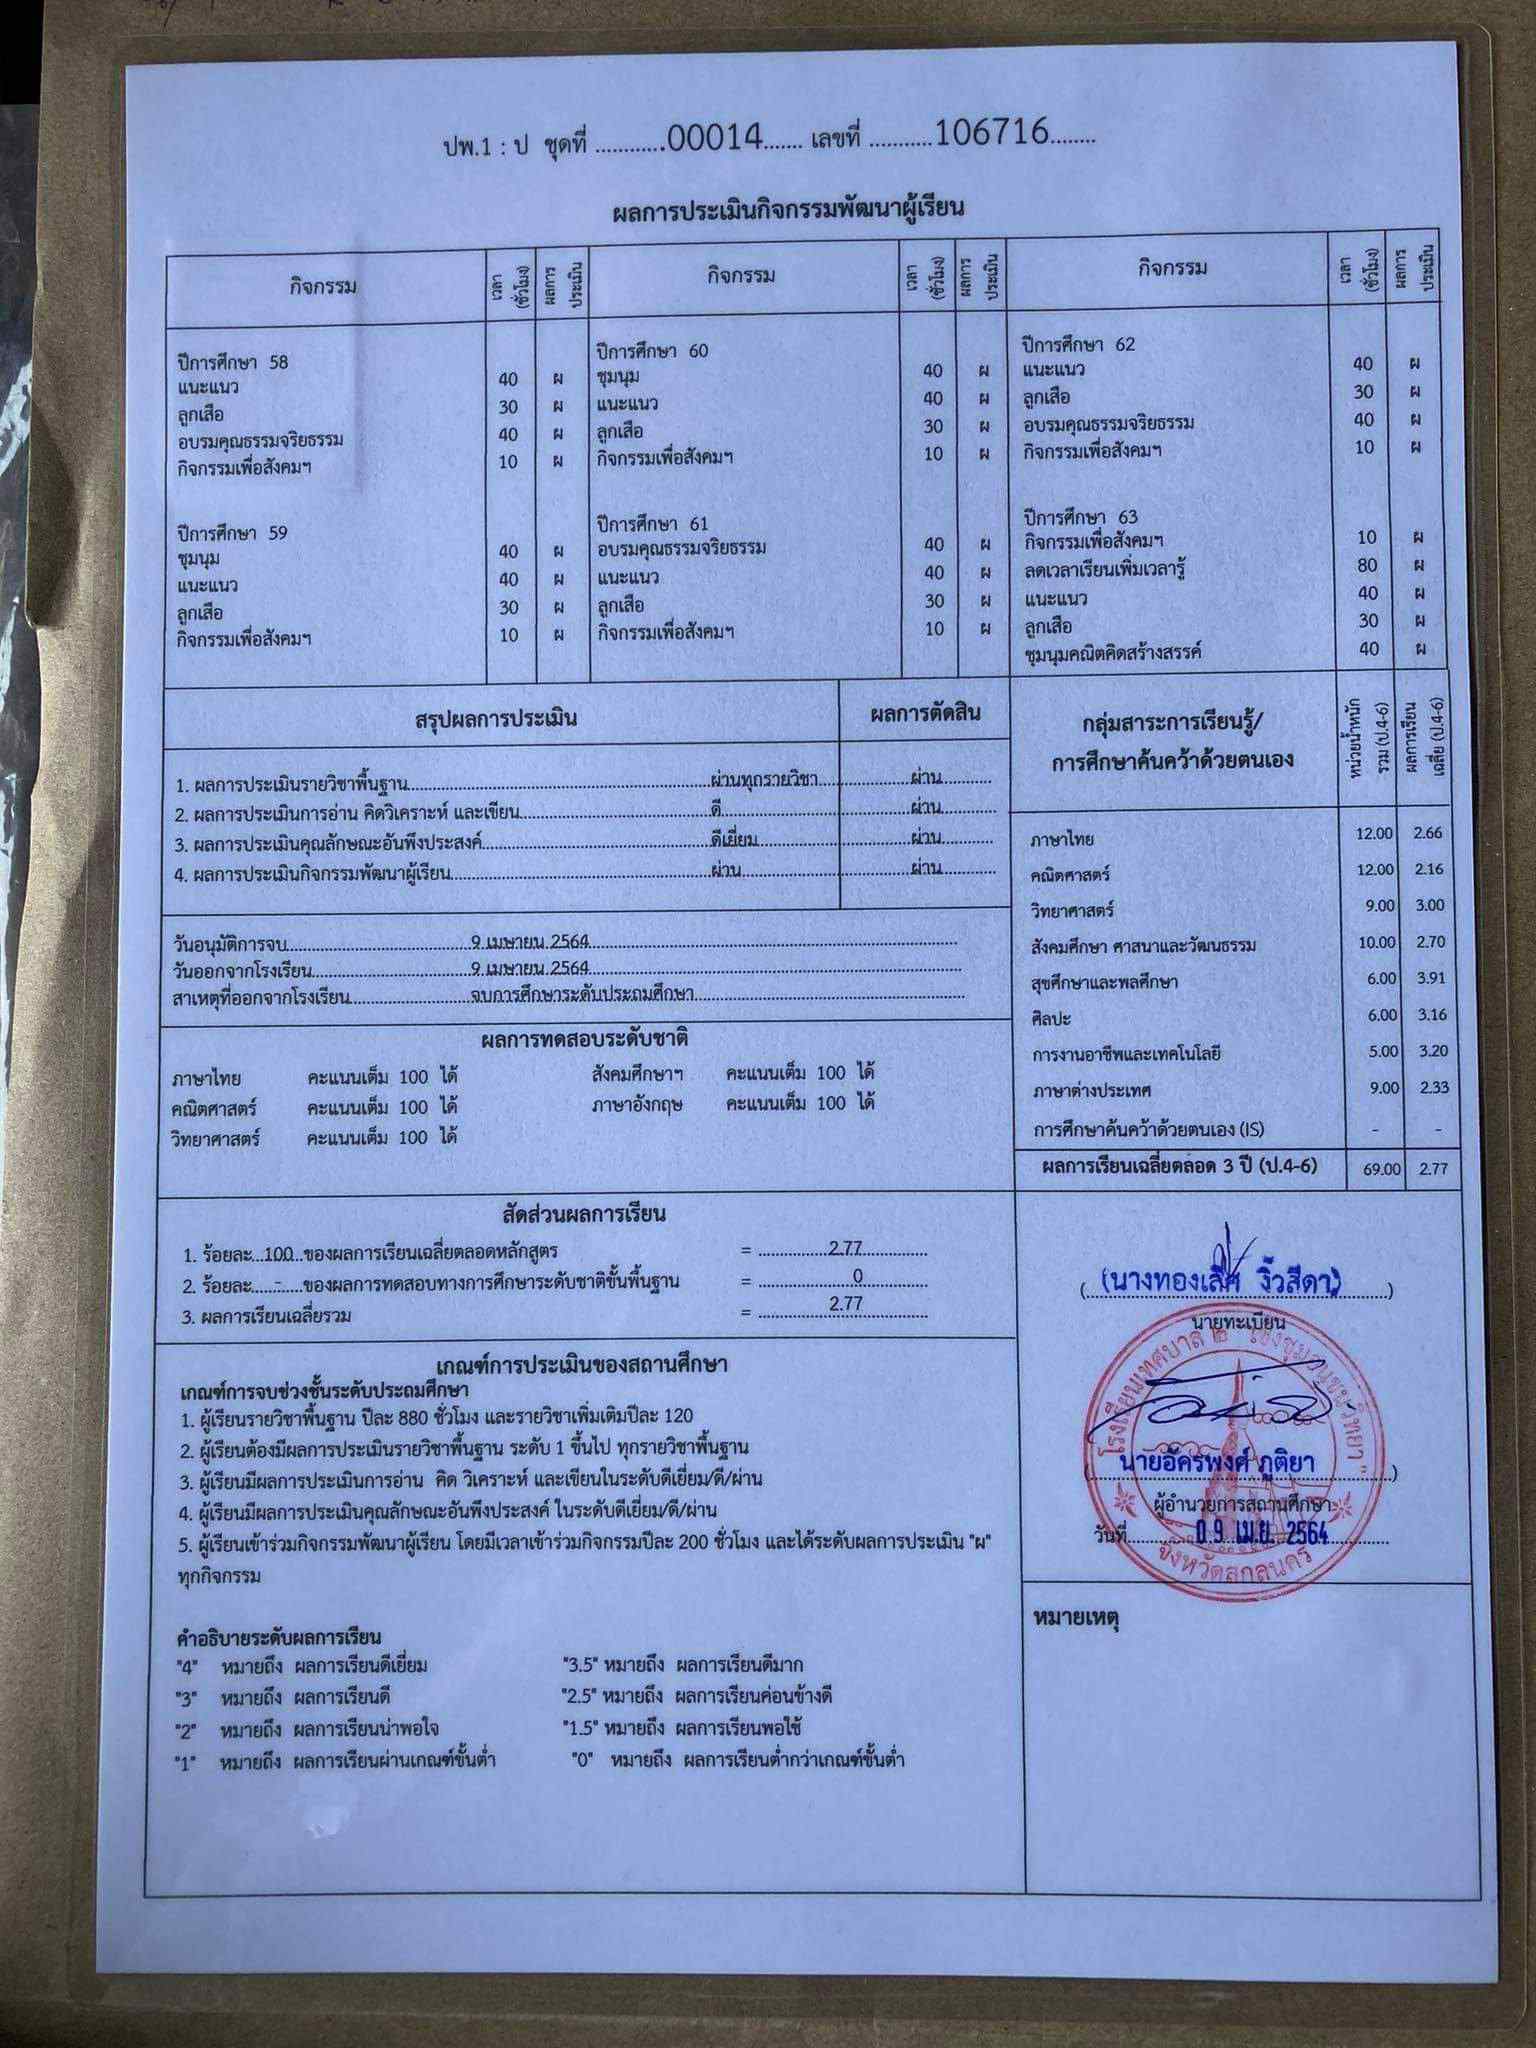 ปพ.1 : ป ชุดที่ ............00014....... เลขที่ ...........106716........
ผลการประเมินกิจกรรมพัฒนาผู้เรียน
กิจกรรม เวลา (ชั่วโมง) ผลการประเมิน กิจกรรม เวลา (ชั่วโมง) ผลการประเมิน กิจกรรม เวลา (ชั่วโมง) ผลการประเมิน
ปีการศึกษา 58
แนะแนว 40 ผ
ลูกเสือ 30 ผ
อบรมคุณธรรมจริยธรรม 40 ผ
กิจกรรมเพื่อสังคมฯ 10 ผ
ปีการศึกษา 59
ชุมนุม 40 ผ
แนะแนว 40 ผ
ลูกเสือ 30 ผ
กิจกรรมเพื่อสังคมฯ 10 ผ
ปีการศึกษา 60
ชุมนุม 40 ผ
แนะแนว 40 ผ
ลูกเสือ 30 ผ
กิจกรรมเพื่อสังคมฯ 10 ผ
ปีการศึกษา 61
อบรมคุณธรรมจริยธรรม 40 ผ
แนะแนว 40 ผ
ลูกเสือ 30 ผ
กิจกรรมเพื่อสังคมฯ 10 ผ
ปีการศึกษา 62
แนะแนว 40 ผ
ลูกเสือ 30 ผ
อบรมคุณธรรมจริยธรรม 40 ผ
กิจกรรมเพื่อสังคมฯ 10 ผ
ปีการศึกษา 63
กิจกรรมเพื่อสังคมฯ 10 ผ
ลดเวลาเรียนเพิ่มเวลารู้ 80 ผ
แนะแนว 40 ผ
ลูกเสือ 30 ผ
ชุมนุมคณิตคิดสร้างสรรค์ 40 ผ
สรุปผลการประเมิน ผลการตัดสิน
1. ผลการประเมินรายวิชาพื้นฐาน ผ่านทุกรายวิชา ผ่าน
2. ผลการประเมินการอ่าน คิดวิเคราะห์ และเขียน ดี ผ่าน
3. ผลการประเมินคุณลักษณะอันพึงประสงค์ ดีเยี่ยม ผ่าน
4. ผลการประเมินกิจกรรมพัฒนาผู้เรียน ผ่าน ผ่าน
วันอนุมัติการจบ 9 เมษายน 2564
วันออกจากโรงเรียน 9 เมษายน 2564
สาเหตุที่ออกจากโรงเรียน จบการศึกษาระดับประถมศึกษา
ผลการทดสอบระดับชาติ
ภาษาไทย คะแนนเต็ม 100 ได้ สังคมศึกษาฯ คะแนนเต็ม 100 ได้
คณิตศาสตร์ คะแนนเต็ม 100 ได้ ภาษาอังกฤษ คะแนนเต็ม 100 ได้
วิทยาศาสตร์ คะแนนเต็ม 100 ได้
กลุ่มสาระการเรียนรู้/
การศึกษาค้นคว้าด้วยตนเอง
หน่วยน้ำหนัก
รวม (ป.4-6)
ผลการเรียน
เฉลี่ย (ป.4-6)
ภาษาไทย 12.00 2.66
คณิตศาสตร์ 12.00 2.16
วิทยาศาสตร์ 9.00 3.00
สังคมศึกษา ศาสนาและวัฒนธรรม 10.00 2.70
สุขศึกษาและพลศึกษา 6.00 3.91
ศิลปะ 6.00 3.16
การงานอาชีพและเทคโนโลยี 5.00 3.20
ภาษาต่างประเทศ 9.00 2.33
การศึกษาค้นคว้าด้วยตนเอง (IS) - -
ผลการเรียนเฉลี่ยตลอด 3 ปี (ป.4-6) 69.00 2.77
สัดส่วนผลการเรียน
1. ร้อยละ 100 ของผลการเรียนเฉลี่ยตลอดหลักสูตร = 2.77
2. ร้อยละ - ของผลการทดสอบทางการศึกษาระดับชาติขั้นพื้นฐาน = 0
3. ผลการเรียนเฉลี่ยรวม = 2.77
(นางทองเลิศ งิ้วสีดา)
นายทะเบียน
โรงเรียนเทศบาล ๒ "เชิงชุมอนุชนวิทยา"
นายอัครพงศ์ ภูติยา
ผู้อำนวยการสถานศึกษา
วันที่ 09 เม.ย. 2564
จังหวัดสกลนคร
เกณฑ์การประเมินของสถานศึกษา
เกณฑ์การจบช่วงชั้นระดับประถมศึกษา
1. ผู้เรียนรายวิชาพื้นฐาน ปีละ 880 ชั่วโมง และรายวิชาเพิ่มเติมปีละ 120
2. ผู้เรียนต้องมีผลการประเมินรายวิชาพื้นฐาน ระดับ 1 ขึ้นไป ทุกรายวิชาพื้นฐาน
3. ผู้เรียนมีผลการประเมินการอ่าน คิด วิเคราะห์ และเขียนในระดับดีเยี่ยม/ดี/ผ่าน
4. ผู้เรียนมีผลการประเมินคุณลักษณะอันพึงประสงค์ ในระดับดีเยี่ยม/ดี/ผ่าน
5. ผู้เรียนเข้าร่วมกิจกรรมพัฒนาผู้เรียน โดยมีเวลาเข้าร่วมกิจกรรมปีละ 200 ชั่วโมง และได้ระดับผลการประเมิน "ผ"
ทุกกิจกรรม
คำอธิบายระดับผลการเรียน
"4" หมายถึง ผลการเรียนดีเยี่ยม "3.5" หมายถึง ผลการเรียนดีมาก
"3" หมายถึง ผลการเรียนดี "2.5" หมายถึง ผลการเรียนค่อนข้างดี
"2" หมายถึง ผลการเรียนน่าพอใจ "1.5" หมายถึง ผลการเรียนพอใช้
"1" หมายถึง ผลการเรียนผ่านเกณฑ์ขั้นต่ำ "0" หมายถึง ผลการเรียนต่ำกว่าเกณฑ์ขั้นต่ำ
หมายเหตุ